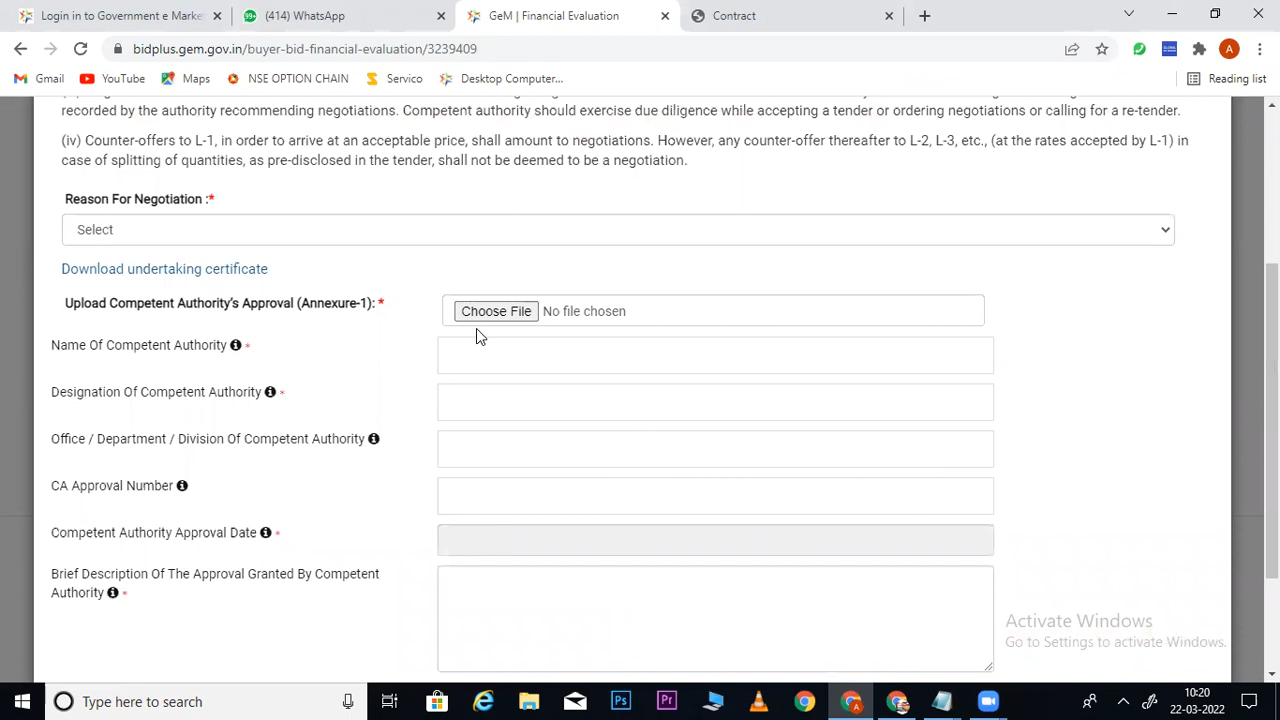 Login in to Government e Marke
(414) WhatsApp
GeM | Financial Evaluation
Contract
bidplus.gem.gov.in/buyer-bid-financial-evaluation/3239409
A
Gmail
YouTube
Maps
NSE OPTION CHAIN
Servico
Desktop Computer...
Reading list
recorded by the authority recommending negotiations. Competent authority should exercise due diligence while accepting a tender or ordering negotiations or calling for a re-tender.
(iv) Counter-offers to L-1, in order to arrive at an acceptable price, shall amount to negotiations. However, any counter-offer thereafter to L-2, L-3, etc., (at the rates accepted by L-1) in
case of splitting of quantities, as pre-disclosed in the tender, shall not be deemed to be a negotiation.
Reason For Negotiation :*
Select
Download undertaking certificate
Upload Competent Authority's Approval (Annexure-1): *
Choose File No file chosen
Name Of Competent Authority *
Designation Of Competent Authority *
Office / Department / Division Of Competent Authority
CA Approval Number
Competent Authority Approval Date *
Brief Description Of The Approval Granted By Competent
Authority *
Activate Windows
Go to Settings to activate Windows.
Type here to search
Ps
Pr
A
10:20
22-03-2022